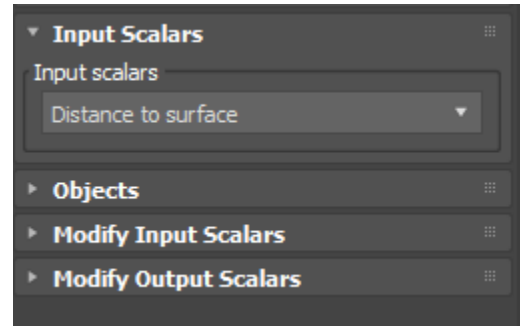 Input Scalars
Input scalars
Distance to surface
Objects
Modify Input Scalars
Modify Output Scalars